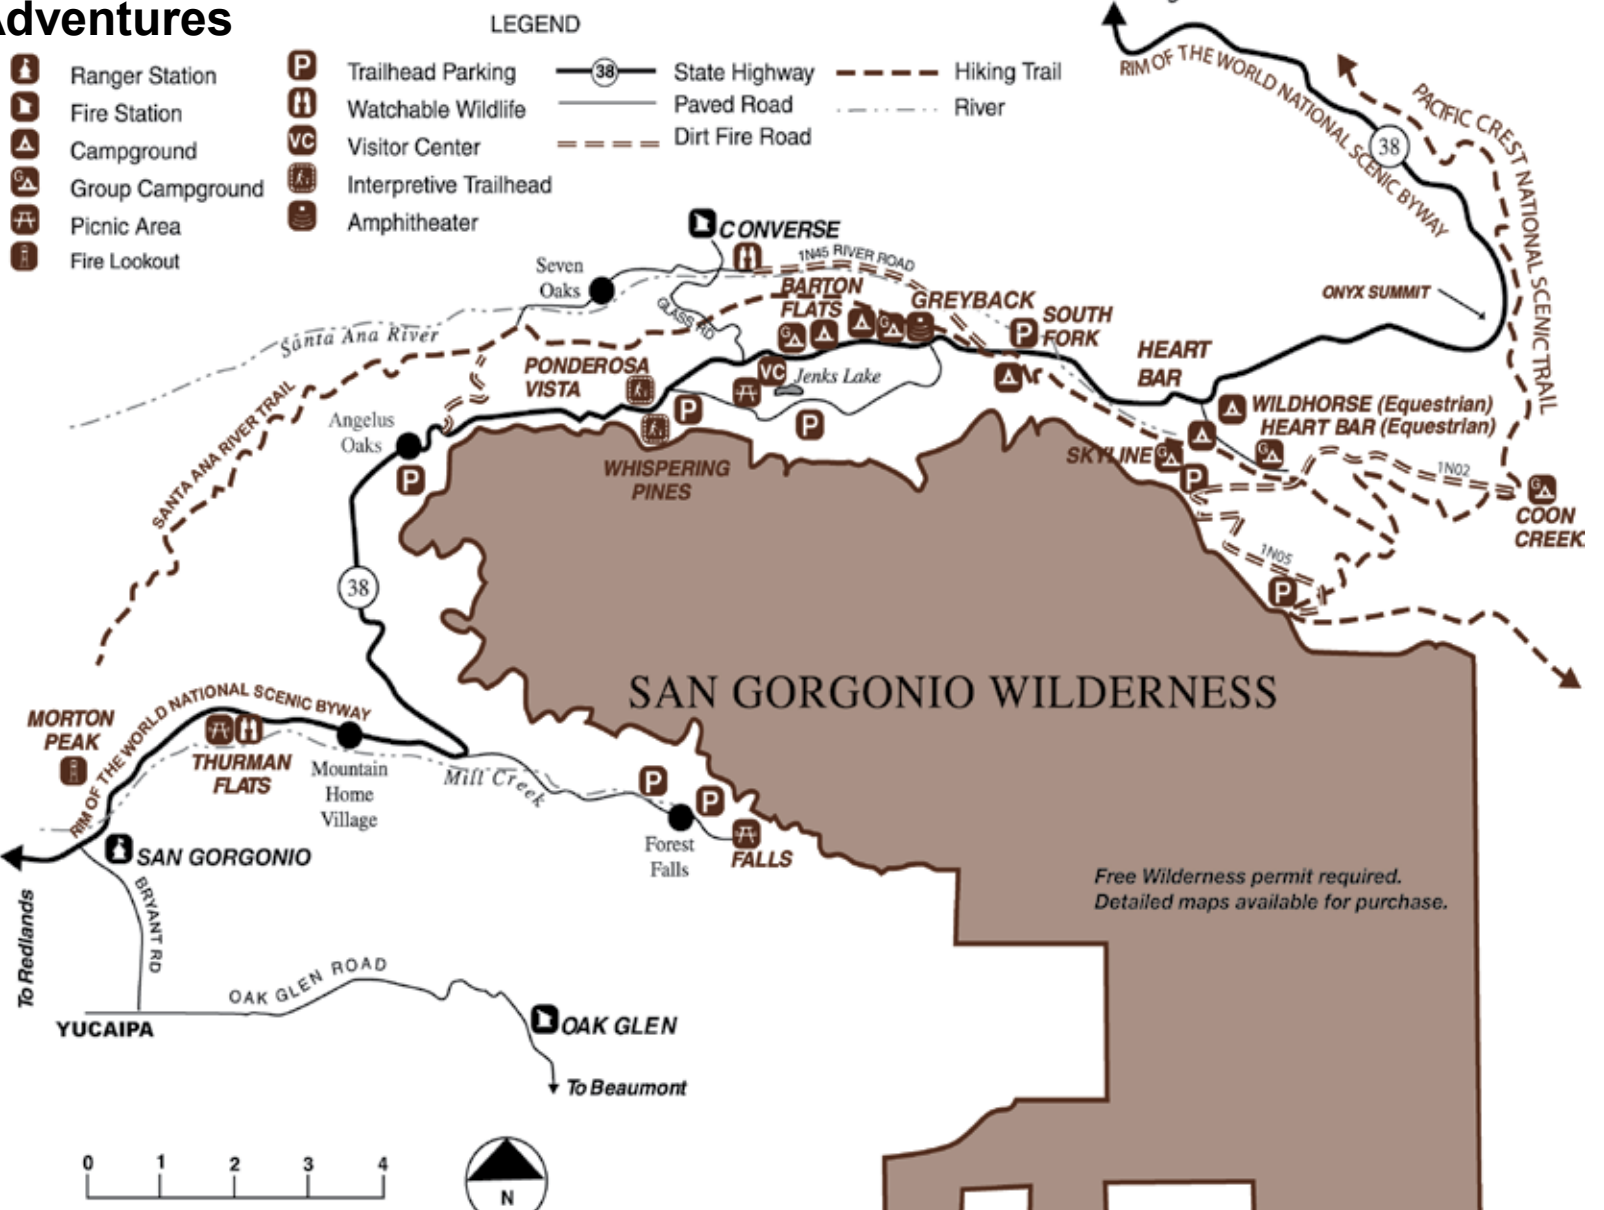 Adventures
LEGEND
Ranger Station
Fire Station
Campground
G
Group Campground
Picnic Area
Fire Lookout
P
Trailhead Parking
Watchable Wildlife
VC
Visitor Center
Interpretive Trailhead
Amphitheater
38
State Highway
Paved Road
Dirt Fire Road
Hiking Trail
River
RIM OF THE WORLD NATIONAL SCENIC BYWAY
38
PACIFIC CREST NATIONAL SCENIC TRAIL
ONYX SUMMIT
CONVERSE
1N45 RIVER ROAD
Seven
Oaks
GLASS RD
BARTON
FLATS
GREYBACK
G
G
P
SOUTH
FORK
Santa Ana River
SANTA ANA RIVER TRAIL
PONDEROSA
VISTA
VC
Jenks Lake
HEART
BAR
WILDHORSE (Equestrian)
HEART BAR (Equestrian)
Angelus
Oaks
P
P
P
WHISPERING
PINES
SKYLINE
G
G
P
1N02
G
COON
CREEK
1N05
P
38
SAN GORGONIO WILDERNESS
RIM OF THE WORLD NATIONAL SCENIC BYWAY
MORTON
PEAK
THURMAN
FLATS
Mountain
Home
Village
Mill Creek
P
P
Forest
Falls
FALLS
SAN GORGONIO
Free Wilderness permit required.
Detailed maps available for purchase.
To Redlands
BRYANT RD
OAK GLEN ROAD
YUCAIPA
OAK GLEN
To Beaumont
0 1 2 3 4
N